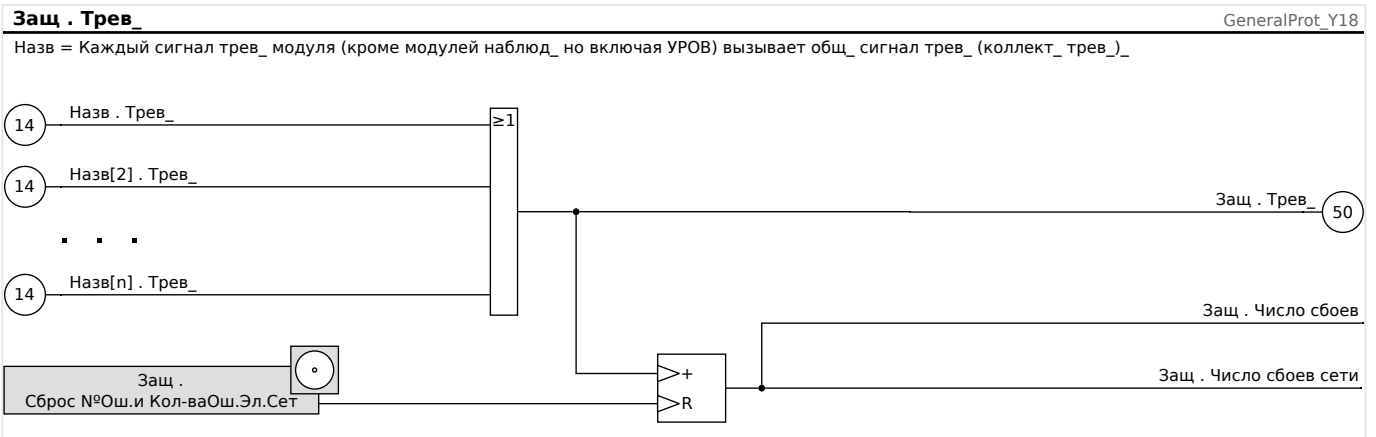 Защ . Трев_
GeneralProt_Y18
Назв = Каждый сигнал трев_ модуля (кроме модулей наблюд_ но включая УРОВ) вызывает общ_ сигнал трев_ (коллект_ трев_)_
14
Назв . Трев_
≥1
14
Назв[2] . Трев_
Защ . Трев_
50
. . .
14
Назв[n] . Трев_
Защ . Число сбоев
+
Защ . Число сбоев сети
Защ .
Сброс №Ош.и Кол-ваОш.Эл.Сет
R